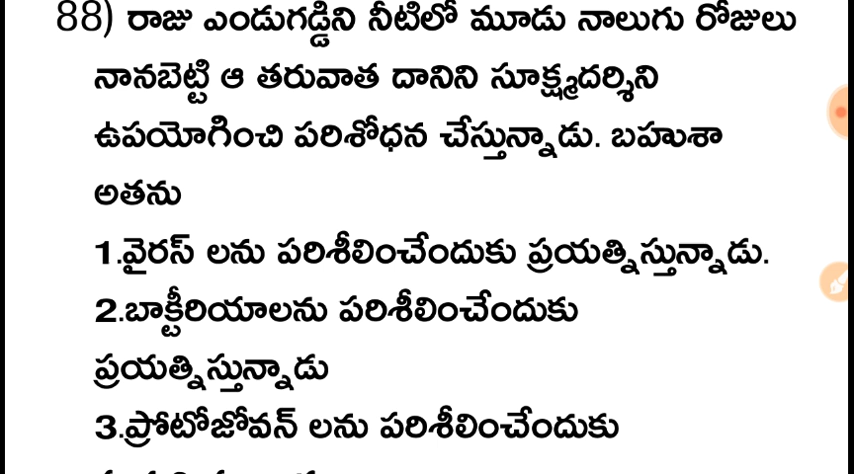 88) రాజు ఎండుగడ్డిని నీటిలో మూడు నాలుగు రోజులు
నానబెట్టి ఆ తరువాత దానిని సూక్ష్మదర్శిని
ఉపయోగించి పరిశోధన చేస్తున్నాడు. బహుశా
అతను
1.వైరస్ లను పరిశీలించేందుకు ప్రయత్నిస్తున్నాడు.
2.బాక్టీరియాలను పరిశీలించేందుకు
ప్రయత్నిస్తున్నాడు
3.ప్రోటోజోవన్ లను పరిశీలించేందుకు